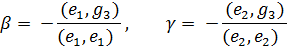 β = − (e₁, g₃) / (e₁, e₁) ,   γ = − (e₂, g₃) / (e₂, e₂)